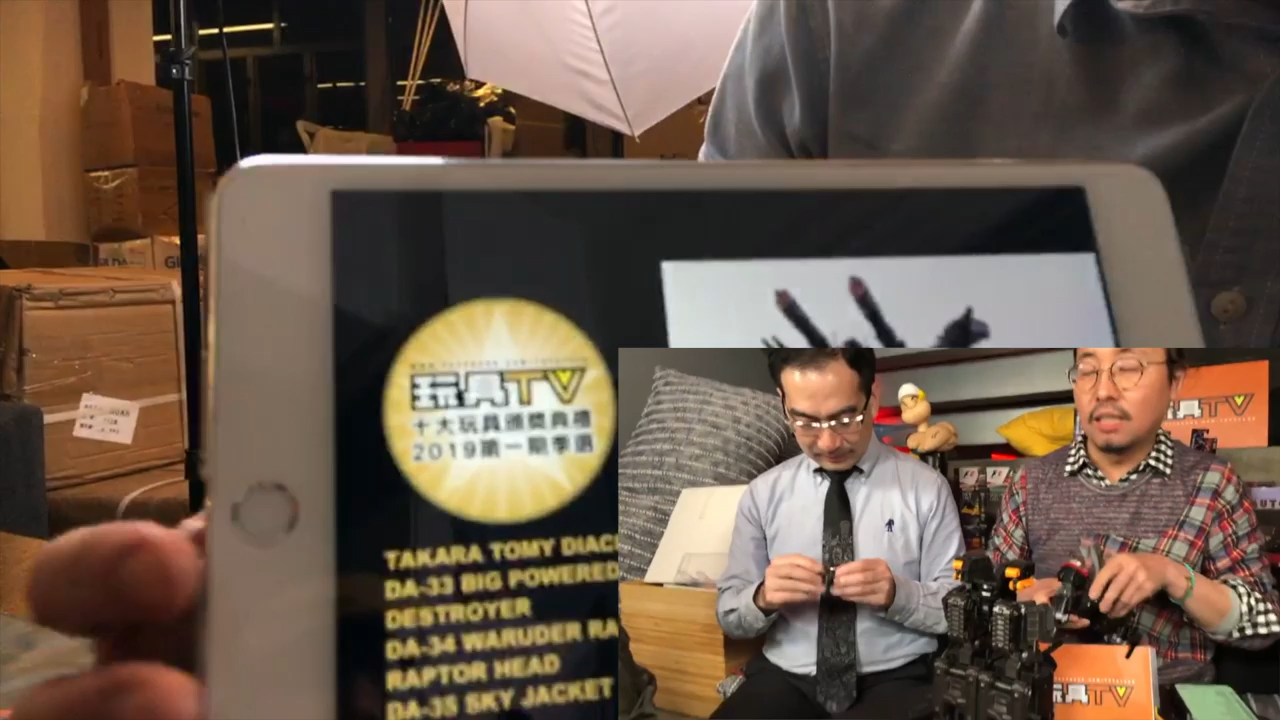 玩具TV
十大玩具頒獎典禮
2019第一期季選
TAKARA TOMY DIAC
DA-33 BIG POWERED
DESTROYER
DA-34 WARUDER RA
RAPTOR HEAD
DA-35 SKY JACKET
玩具TV
玩具TV